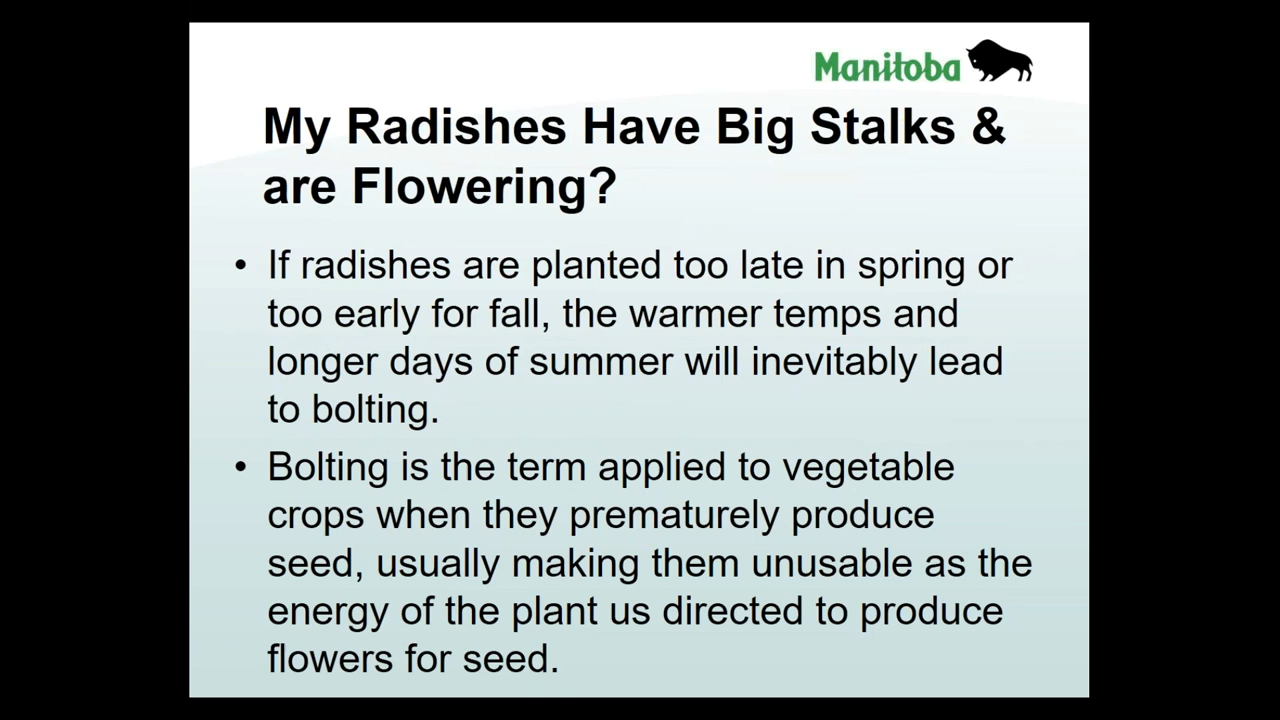 Manitoba
My Radishes Have Big Stalks &
are Flowering?
• If radishes are planted too late in spring or
too early for fall, the warmer temps and
longer days of summer will inevitably lead
to bolting.
• Bolting is the term applied to vegetable
crops when they prematurely produce
seed, usually making them unusable as the
energy of the plant us directed to produce
flowers for seed.